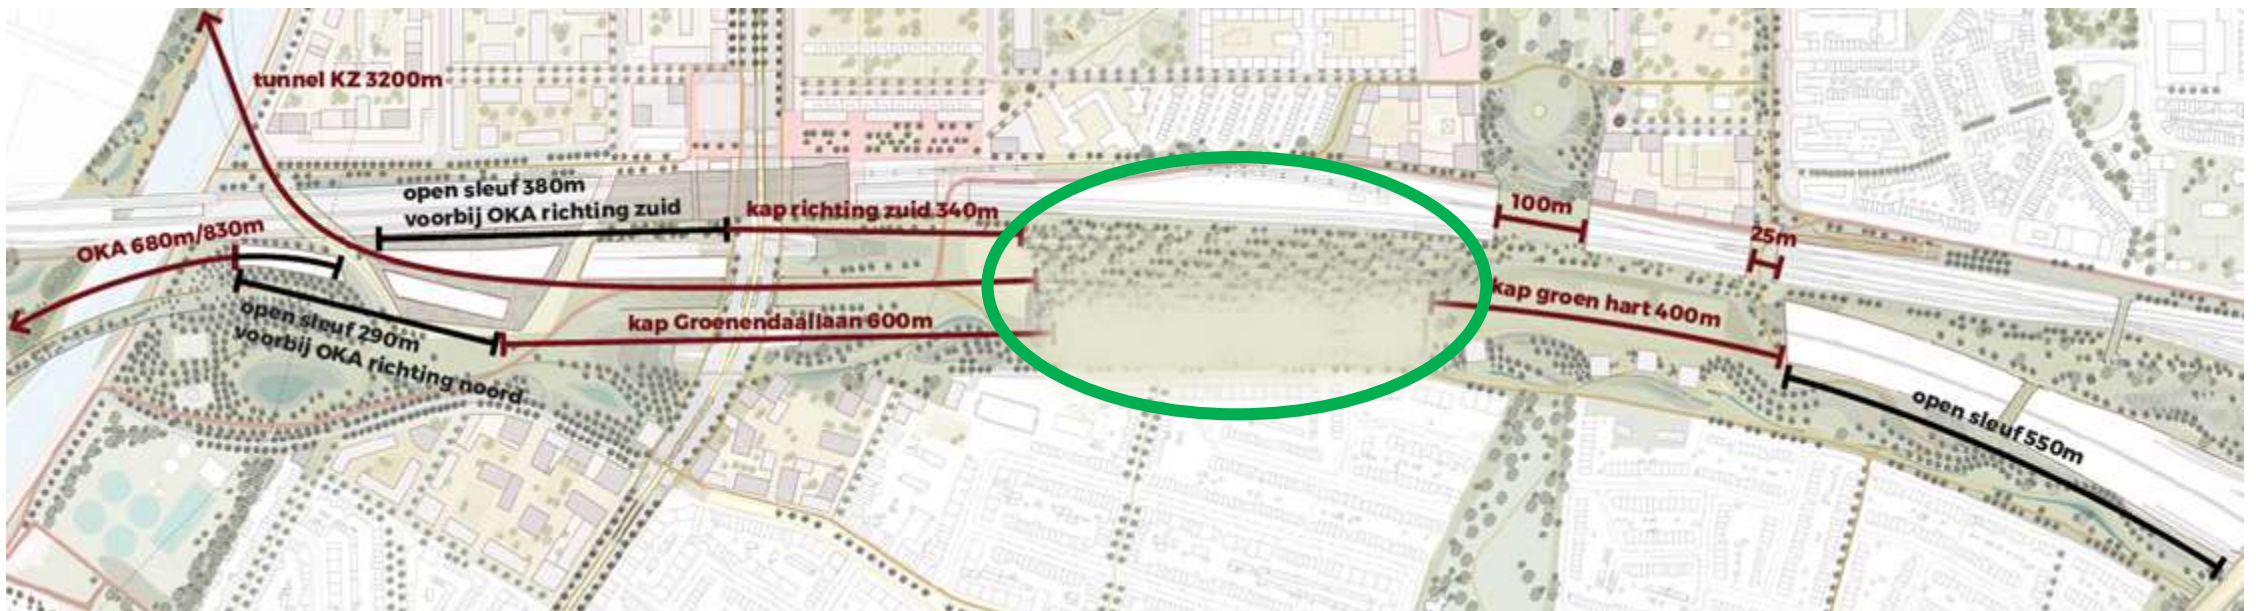 tunnel KZ 3200m
open sleuf 380m
voorbij OKA richting zuid
kap richting zuid 340m
100m
25m
OKA 680m/830m
open sleuf 290m
voorbij OKA richting noord
kap Groenendaallaan 600m
kap groen hart 400m
open sleuf 550m